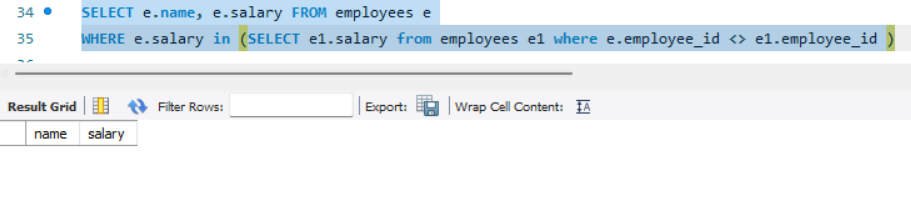 34 SELECT e.name, e.salary FROM employees e
35 WHERE e.salary in (SELECT e1.salary from employees e1 where e.employee_id <> e1.employee_id )
Result Grid Filter Rows: Export: Wrap Cell Content: IA
name salary